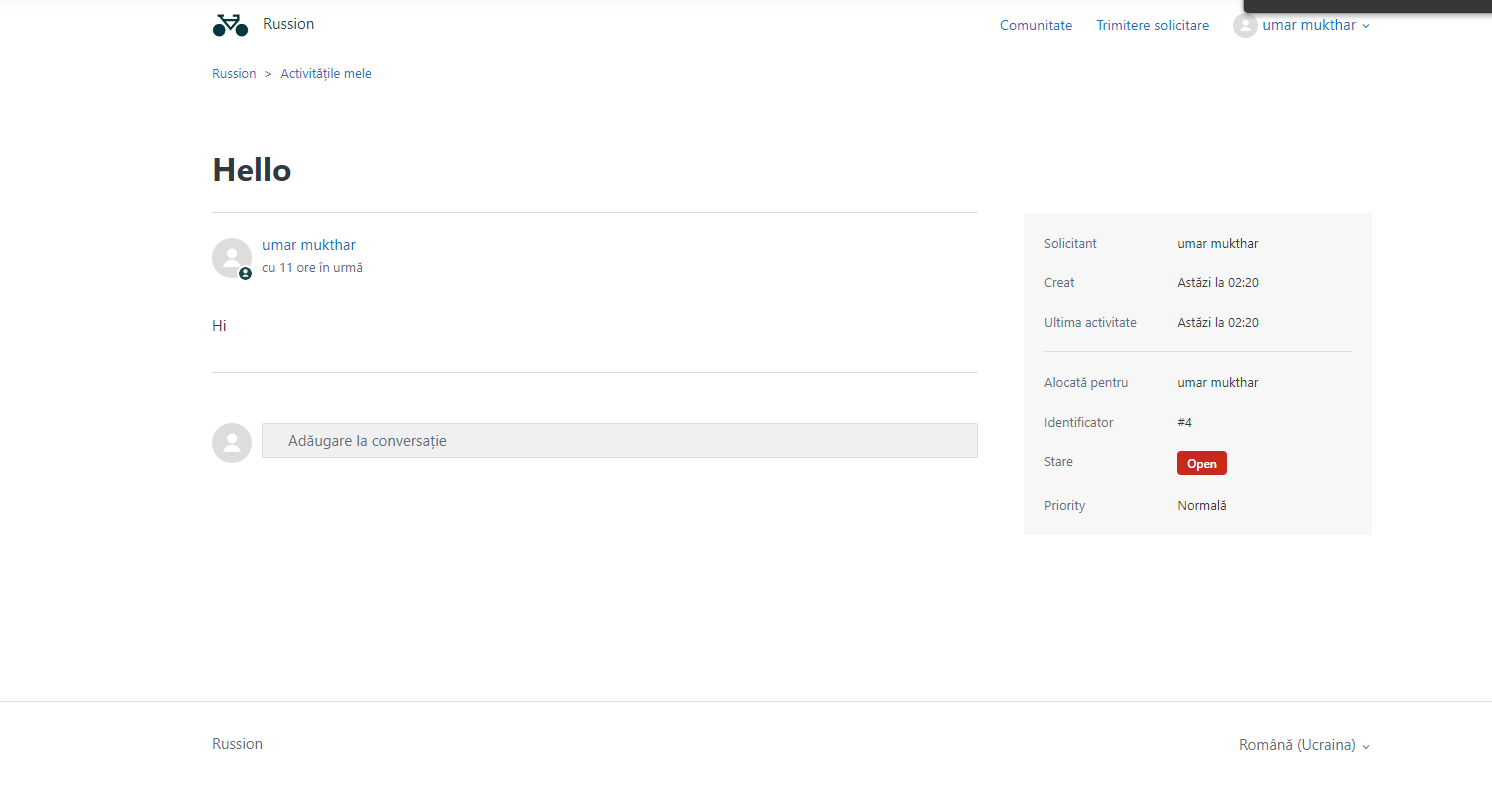 Russion
Comunitate
Trimitere solicitare
umar mukthar
Russion > Activitățile mele
Hello
umar mukthar
cu 11 ore în urmă
Hi
Adăugare la conversație
Solicitant umar mukthar
Creat Astăzi la 02:20
Ultima activitate Astăzi la 02:20
Alocată pentru umar mukthar
Identificator #4
Stare Open
Priority Normală
Russion
Română (Ucraina)